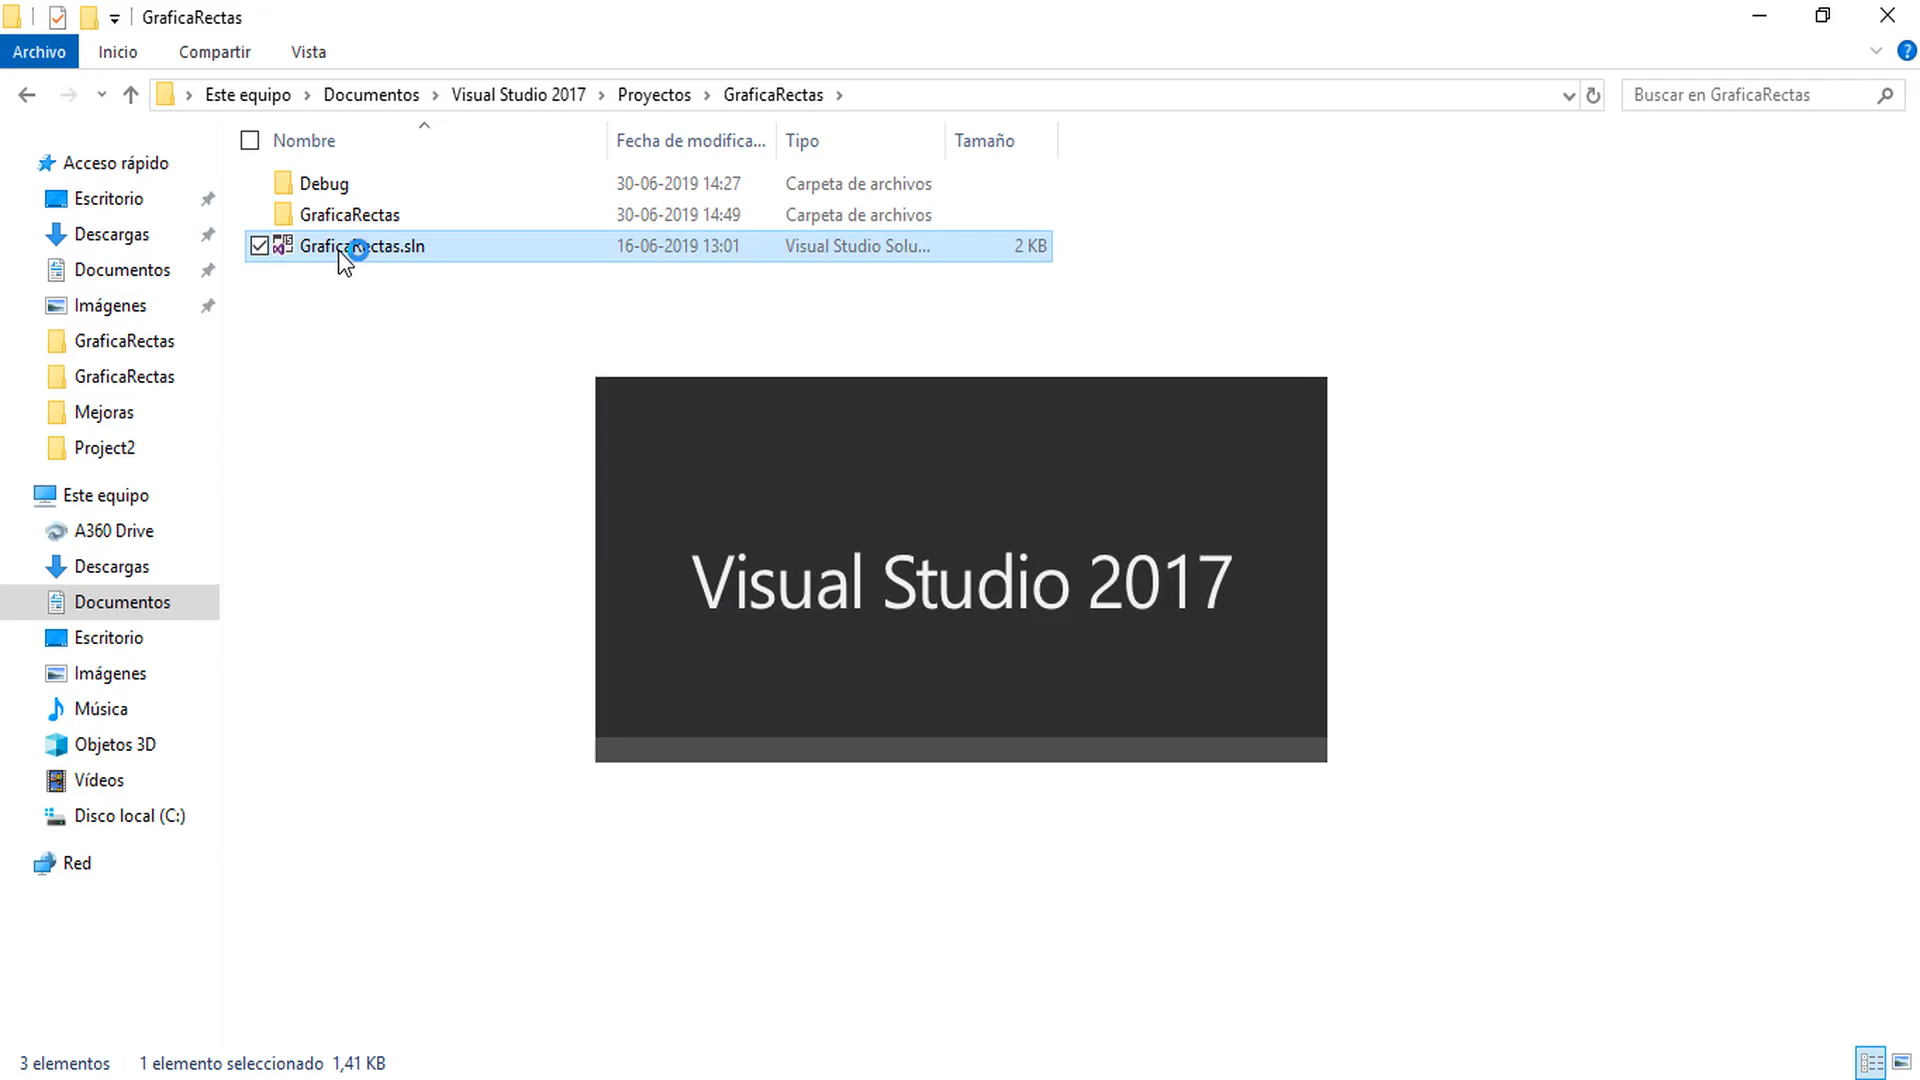 GraficaRectas
Archivo Inicio Compartir Vista
Este equipo Documentos Visual Studio 2017 Proyectos GraficaRectas Buscar en GraficaRectas
Nombre Fecha de modifica... Tipo Tamaño
Debug 30-06-2019 14:27 Carpeta de archivos
GraficaRectas 30-06-2019 14:49 Carpeta de archivos
GraficaRectas.sln 16-06-2019 13:01 Visual Studio Solu... 2 KB
Acceso rápido
Escritorio
Descargas
Documentos
Imágenes
GraficaRectas
GraficaRectas
Mejoras
Project2
Este equipo
A360 Drive
Descargas
Documentos
Escritorio
Imágenes
Música
Objetos 3D
Vídeos
Disco local (C:)
Red
Visual Studio 2017
3 elementos 1 elemento seleccionado 1,41 KB